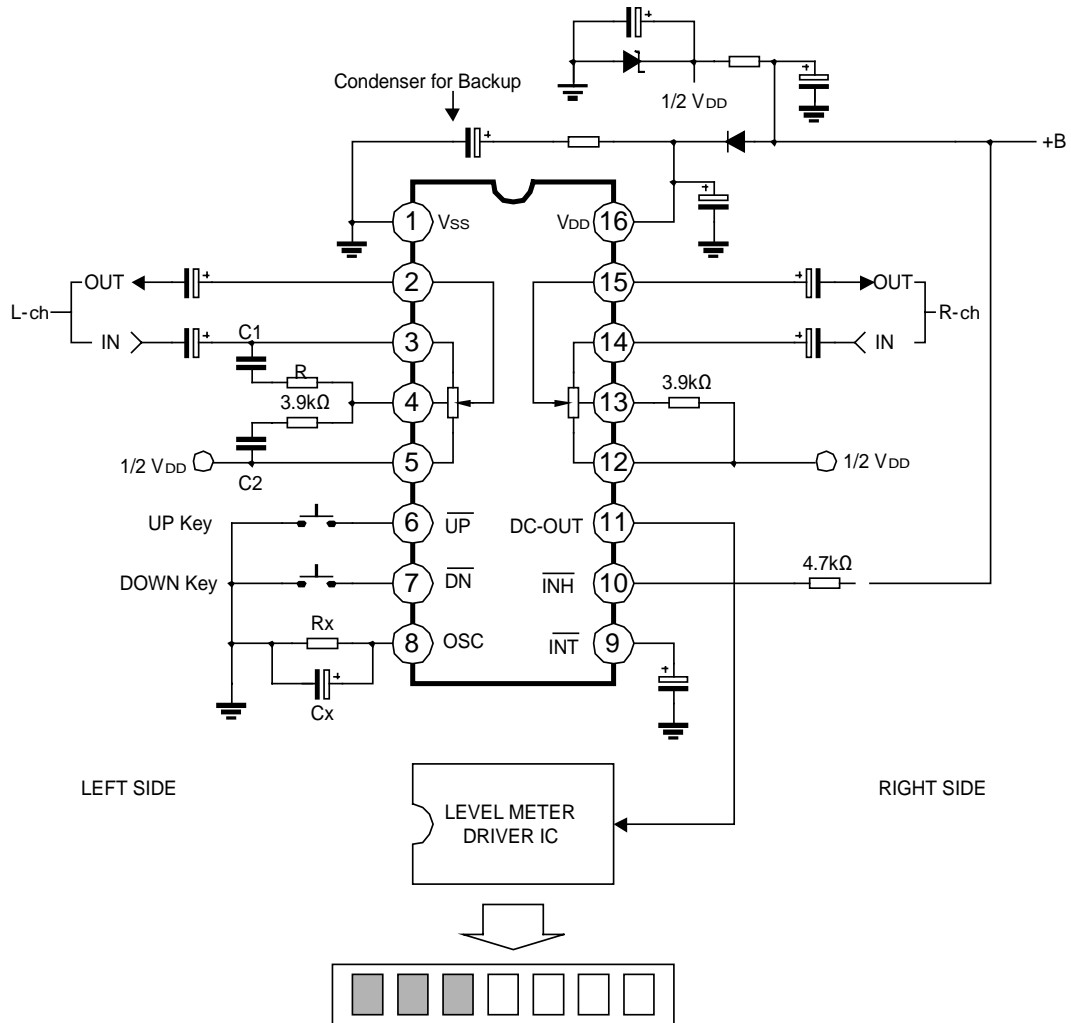 Condenser for Backup
1/2 VDD
+B
1 VSS
VDD 16
OUT 2
15 OUT
L-ch
R-ch
IN C1 3
14 IN
R
3.9kΩ
4
13 3.9kΩ
1/2 VDD C2 5
12 1/2 VDD
UP Key 6 UP
DC-OUT 11
DOWN Key 7 DN
INH 10 4.7kΩ
Rx 8 OSC
INT 9
Cx
LEFT SIDE
RIGHT SIDE
LEVEL METER
DRIVER IC